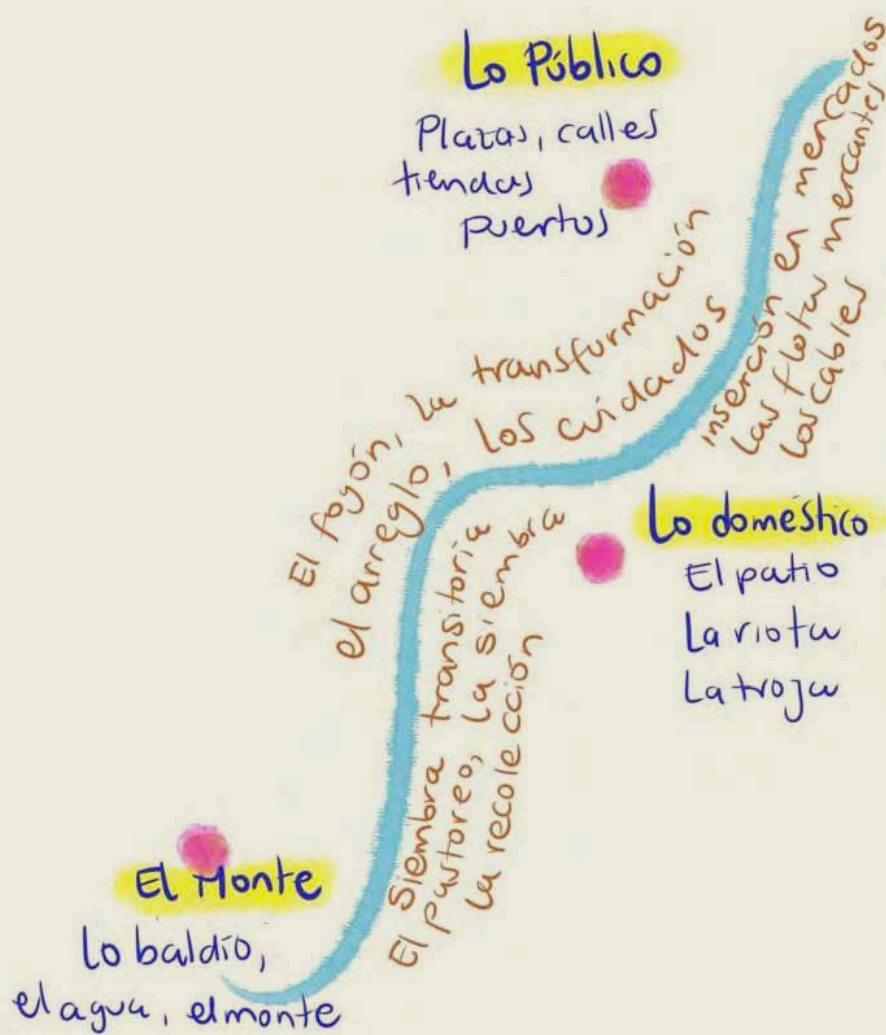 Lo Público
Plazas, calles
tiendas
puertos
El fogón, la transformación
el arreglo, los cuidados
inserción en mercados
las flotas mercantes
los cables
Lo doméstico
El patio
La riota
La troja
Siembra transitoria
El pastoreo, la siembra
la recolección
El Monte
Lo baldío,
el agua, el monte